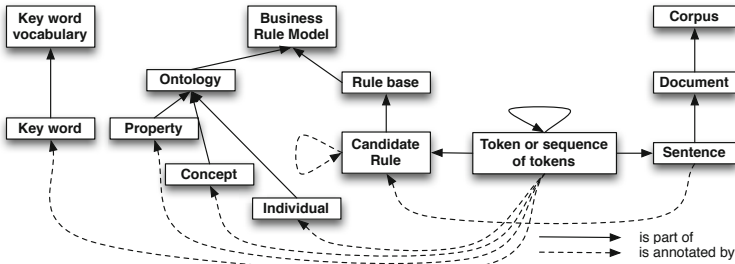 Key word
vocabulary
Business
Rule Model
Corpus
Ontology
Rule base
Document
Key word
Property
Candidate
Rule
Token or sequence
of tokens
Sentence
Concept
Individual
is part of
is annotated by